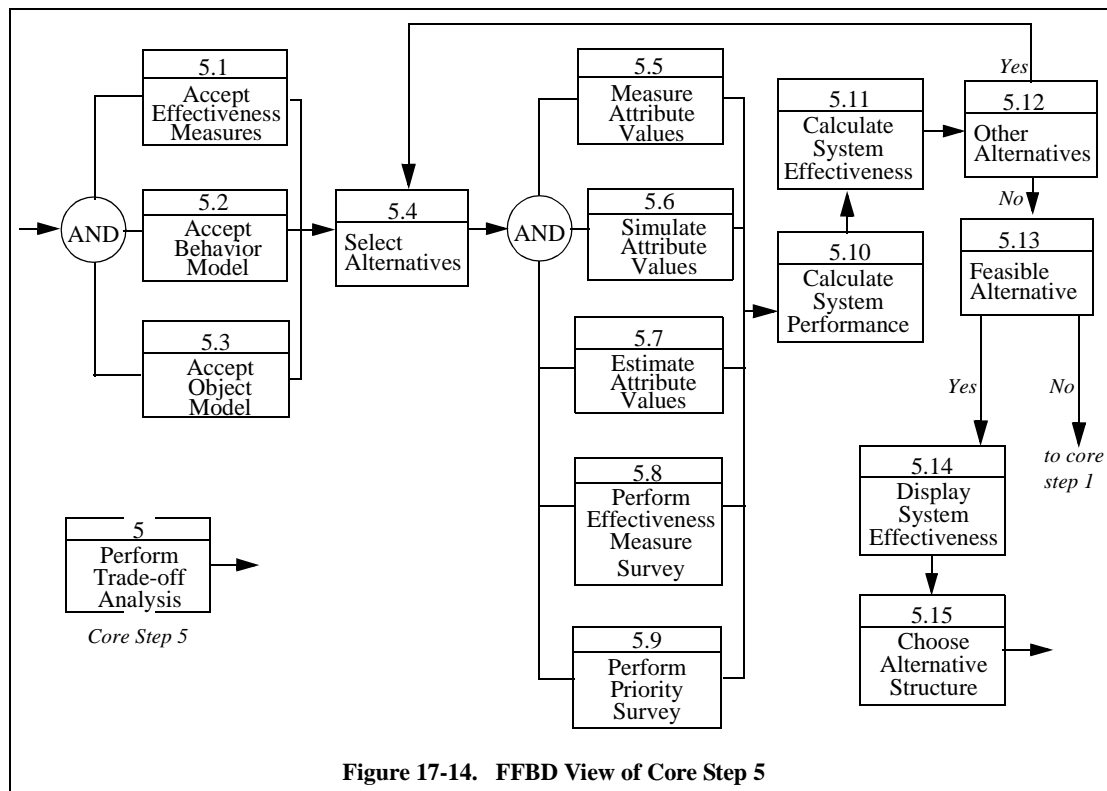 5.1
Accept
Effectiveness
Measures
AND
5.2
Accept
Behavior
Model
5.3
Accept
Object
Model
5
Perform
Trade-off
Analysis
Core Step 5
5.4
Select
Alternatives
AND
5.5
Measure
Attribute
Values
5.6
Simulate
Attribute
Values
5.7
Estimate
Attribute
Values
5.8
Perform
Effectiveness
Measure
Survey
5.9
Perform
Priority
Survey
5.10
Calculate
System
Performance
5.11
Calculate
System
Effectiveness
Yes
5.12
Other
Alternatives
No
5.13
Feasible
Alternative
Yes
No
to core
step 1
5.14
Display
System
Effectiveness
5.15
Choose
Alternative
Structure
Figure 17-14. FFBD View of Core Step 5